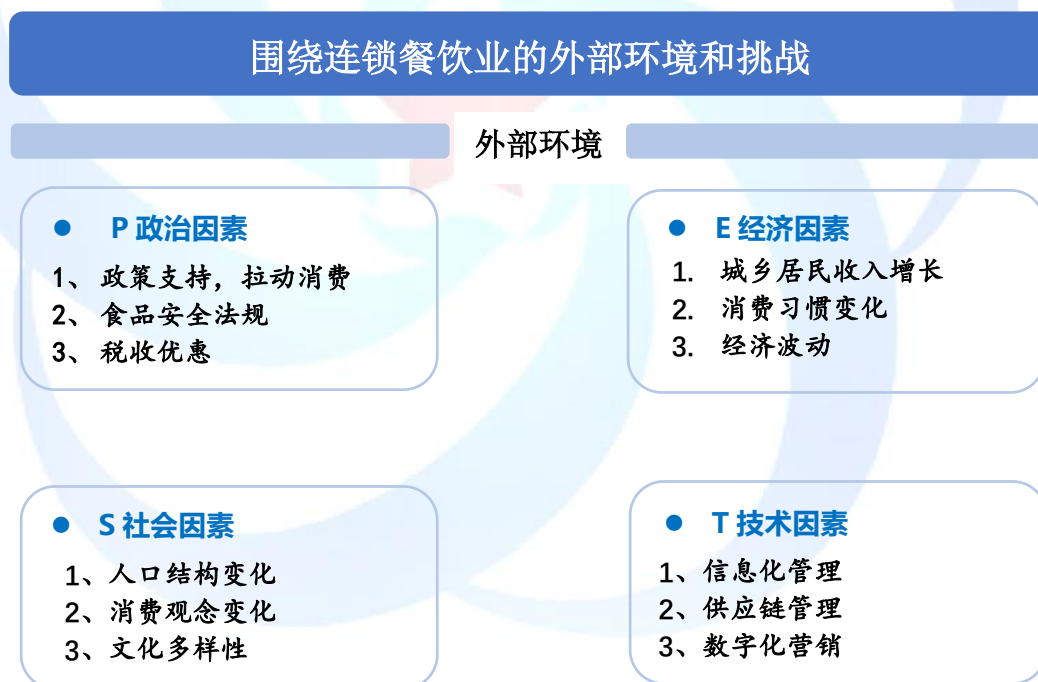 围绕连锁餐饮业的外部环境和挑战
外部环境
● P 政治因素
1、 政策支持，拉动消费
2、 食品安全法规
3、 税收优惠
● E 经济因素
1. 城乡居民收入增长
2. 消费习惯变化
3. 经济波动
● S 社会因素
1、人口结构变化
2、消费观念变化
3、文化多样性
● T 技术因素
1、信息化管理
2、供应链管理
3、数字化营销